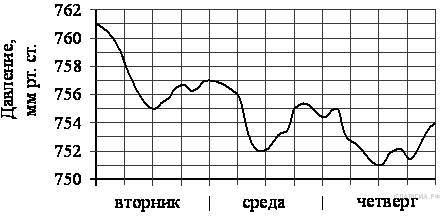 Давление,
мм рт. ст.
762
760
758
756
754
752
750
вторник
среда
четверг